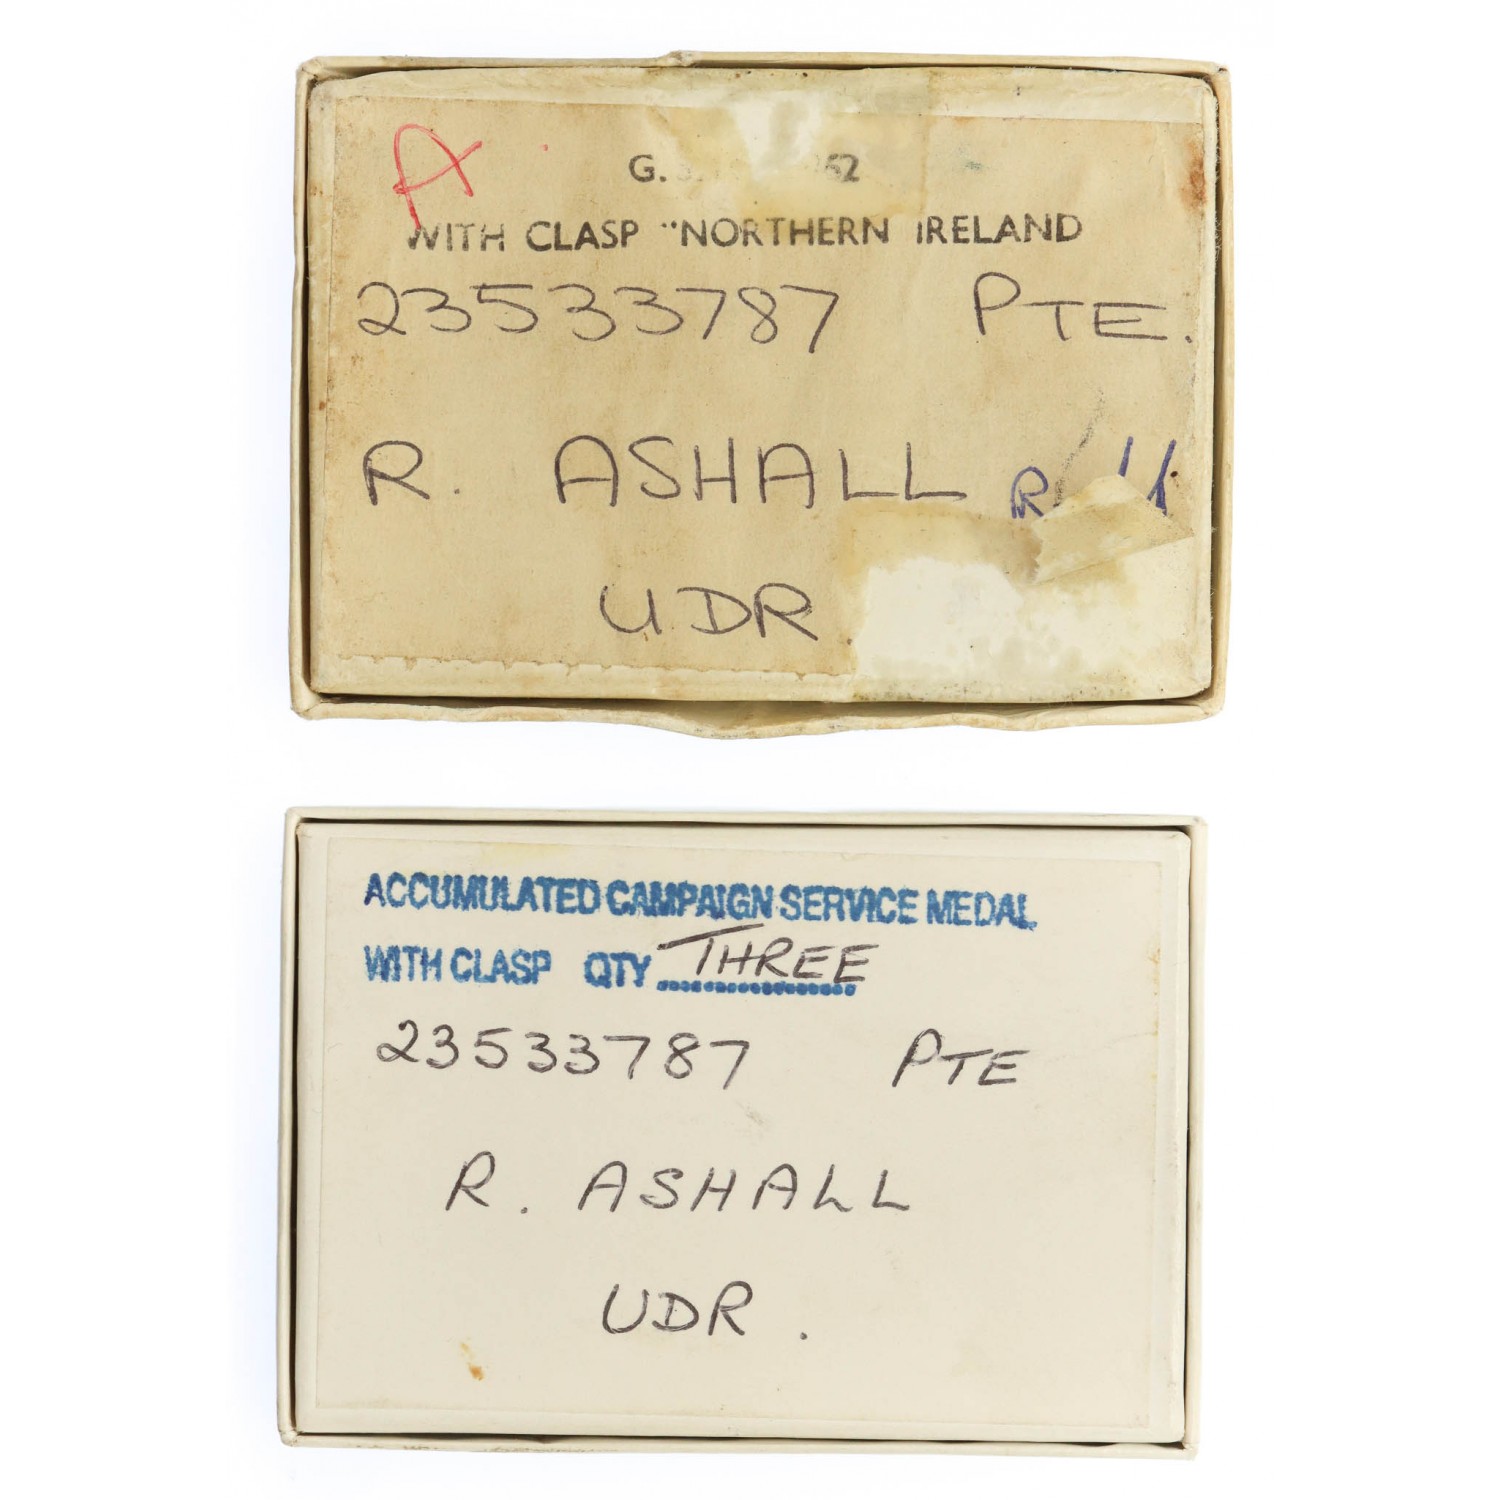 A
G. S. 62
WITH CLASP "NORTHERN IRELAND
23533787 PTE.
R. ASHALL R
UDR
ACCUMULATED CAMPAIGN SERVICE MEDAL
WITH CLASP QTY THREE
23533787 PTE
R. ASHALL
UDR.